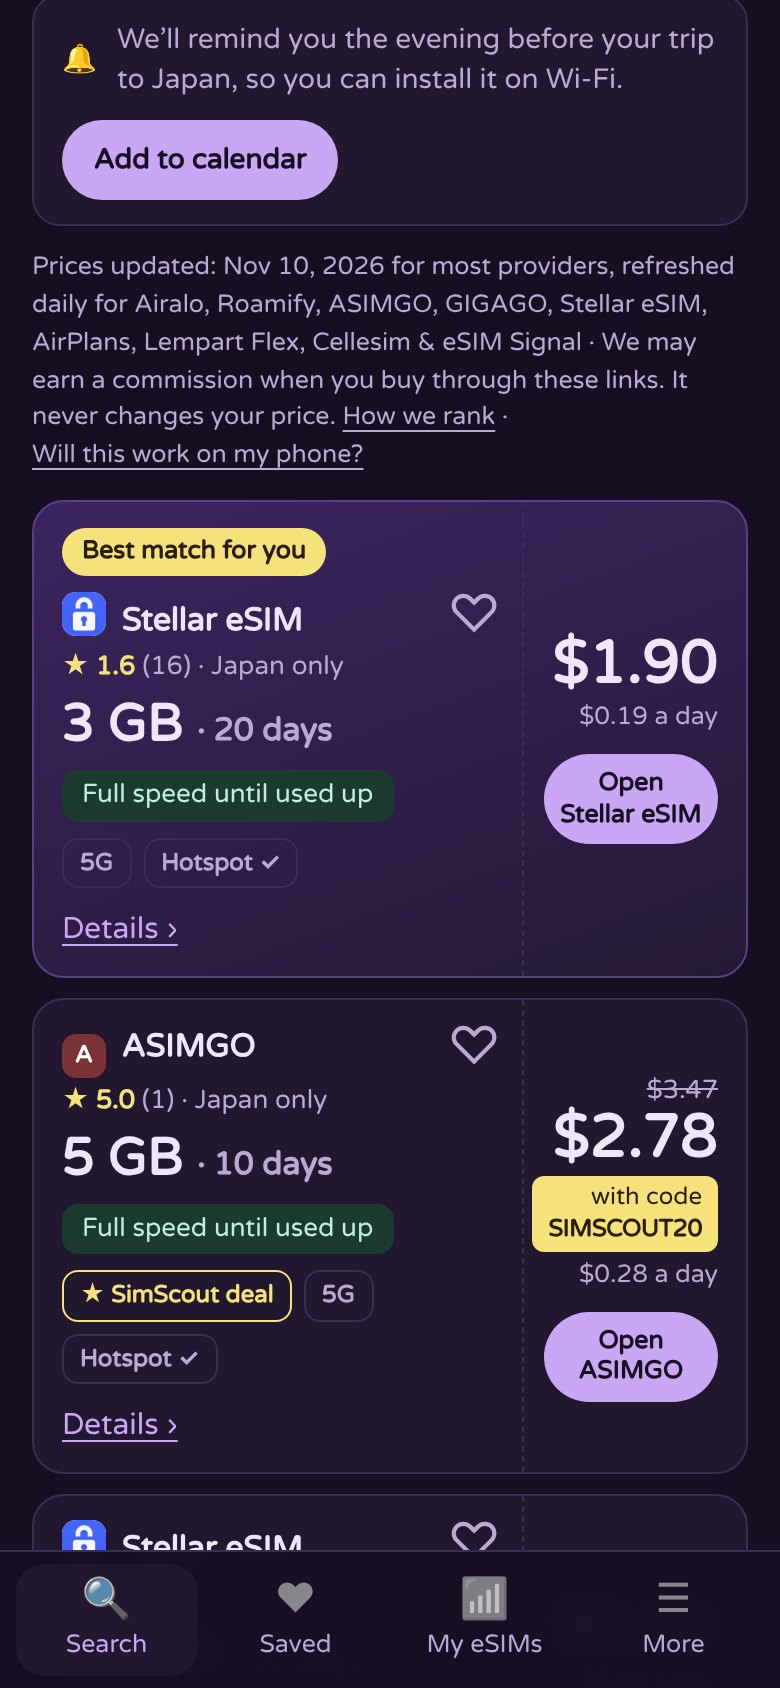 We'll remind you the evening before your trip
to Japan, so you can install it on Wi-Fi.
Add to calendar
Prices updated: Nov 10, 2026 for most providers, refreshed
daily for Airalo, Roamify, ASIMGO, GIGAGO, Stellar eSIM,
AirPlans, Lempart Flex, Cellesim & eSIM Signal · We may
earn a commission when you buy through these links. It
never changes your price. How we rank ·
Will this work on my phone?
Best match for you
Stellar eSIM
★ 1.6 (16) · Japan only
3 GB · 20 days
Full speed until used up
5G
Hotspot ✓
Details ›
$1.90
$0.19 a day
Open
Stellar eSIM
A
ASIMGO
★ 5.0 (1) · Japan only
5 GB · 10 days
Full speed until used up
★ SimScout deal
5G
Hotspot ✓
Details ›
$3.47
$2.78
with code
SIMSCOUT20
$0.28 a day
Open
ASIMGO
Stellar eSIM
Search
Saved
My eSIMs
More